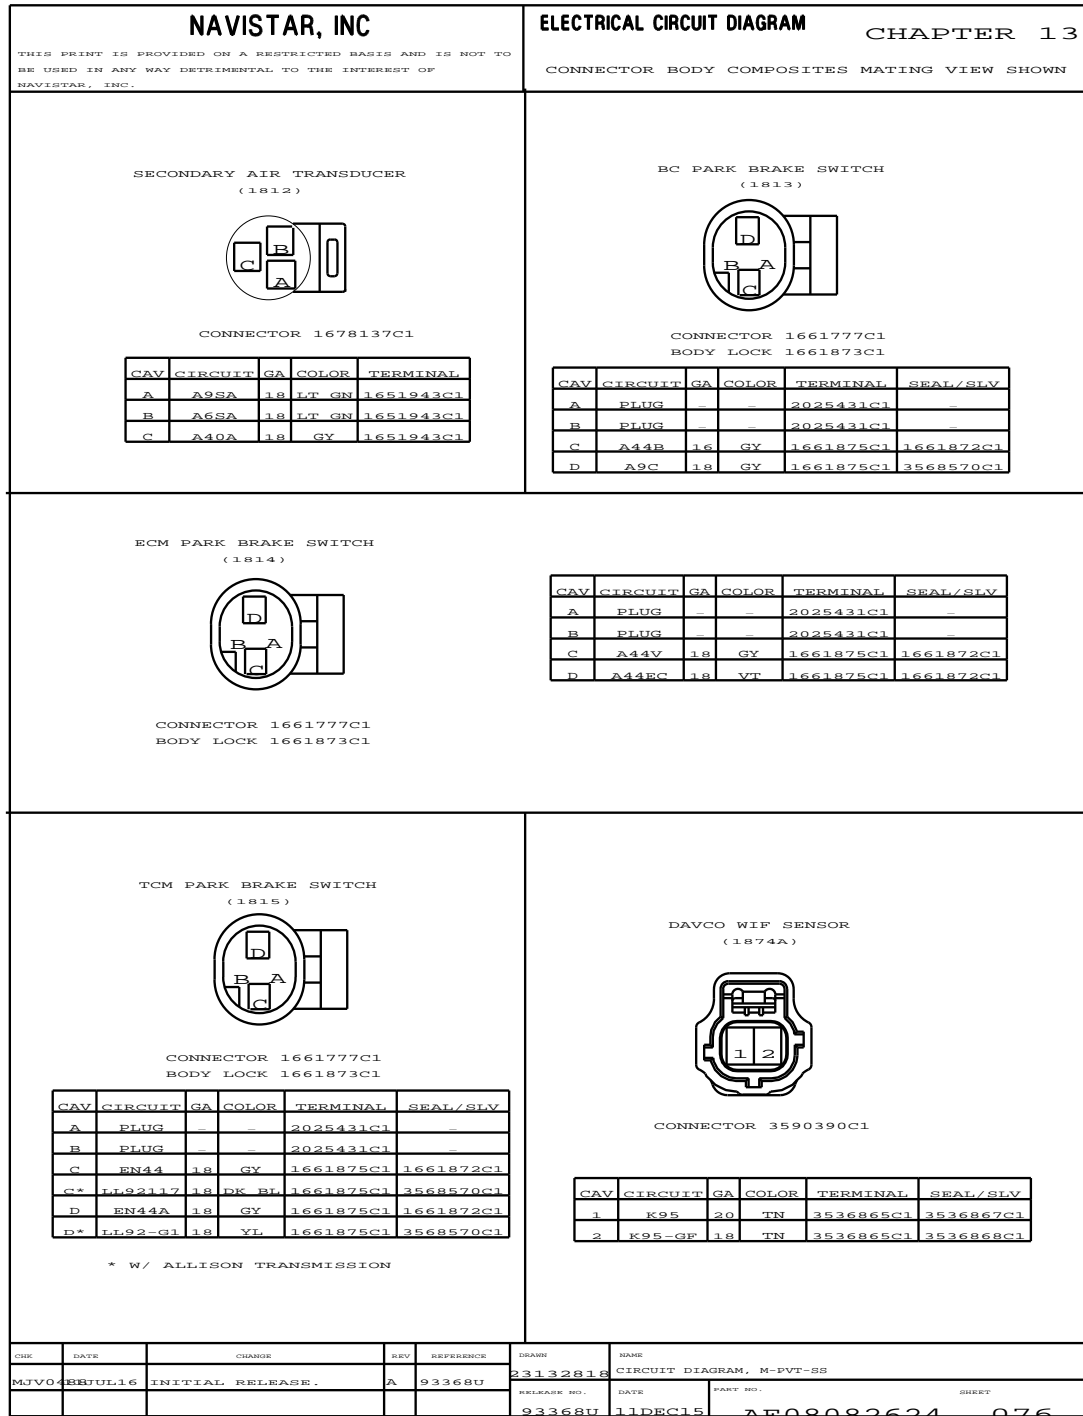 NAVISTAR, INC
THIS PRINT IS PROVIDED ON A RESTRICTED BASIS AND IS NOT TO
BE USED IN ANY WAY DETRIMENTAL TO THE INTEREST OF
NAVISTAR, INC.
ELECTRICAL CIRCUIT DIAGRAM
CHAPTER 13
CONNECTOR BODY COMPOSITES MATING VIEW SHOWN
SECONDARY AIR TRANSDUCER
(1812)
B
C
A
CONNECTOR 1678137C1
CAV CIRCUIT GA COLOR TERMINAL
A A9SA 18 LT GN 1651943C1
B A6SA 18 LT GN 1651943C1
C A40A 18 GY 1651943C1
BC PARK BRAKE SWITCH
(1813)
D
B A
C
CONNECTOR 1661777C1
BODY LOCK 1661873C1
CAV CIRCUIT GA COLOR TERMINAL SEAL/SLV
A PLUG - - 2025431C1 -
B PLUG - - 2025431C1 -
C A44B 16 GY 1661875C1 1661872C1
D A9C 18 GY 1661875C1 3568570C1
ECM PARK BRAKE SWITCH
(1814)
D
B A
C
CONNECTOR 1661777C1
BODY LOCK 1661873C1
CAV CIRCUIT GA COLOR TERMINAL SEAL/SLV
A PLUG - - 2025431C1 -
B PLUG - - 2025431C1 -
C A44V 18 GY 1661875C1 1661872C1
D A44EC 18 VT 1661875C1 1661872C1
TCM PARK BRAKE SWITCH
(1815)
D
B A
C
CONNECTOR 1661777C1
BODY LOCK 1661873C1
CAV CIRCUIT GA COLOR TERMINAL SEAL/SLV
A PLUG - - 2025431C1 -
B PLUG - - 2025431C1 -
C EN44 18 GY 1661875C1 1661872C1
C* LL92117 18 DK BL 1661875C1 3568570C1
D EN44A 18 GY 1661875C1 1661872C1
D* LL92-G1 18 YL 1661875C1 3568570C1
* W/ ALLISON TRANSMISSION
DAVCO WIF SENSOR
(1874A)
1 2
CONNECTOR 3590390C1
CAV CIRCUIT GA COLOR TERMINAL SEAL/SLV
1 K95 20 TN 3536865C1 3536867C1
2 K95-GF 18 TN 3536865C1 3536868C1
CHK DATE CHANGE REV REFERENCE
INITIAL RELEASE. A 93368U
DRAWN
23132818
NAME
CIRCUIT DIAGRAM, M-PVT-SS
RELEASE NO.
93368U
DATE
11DEC15
PART NO. SHEET
AF08082624 076